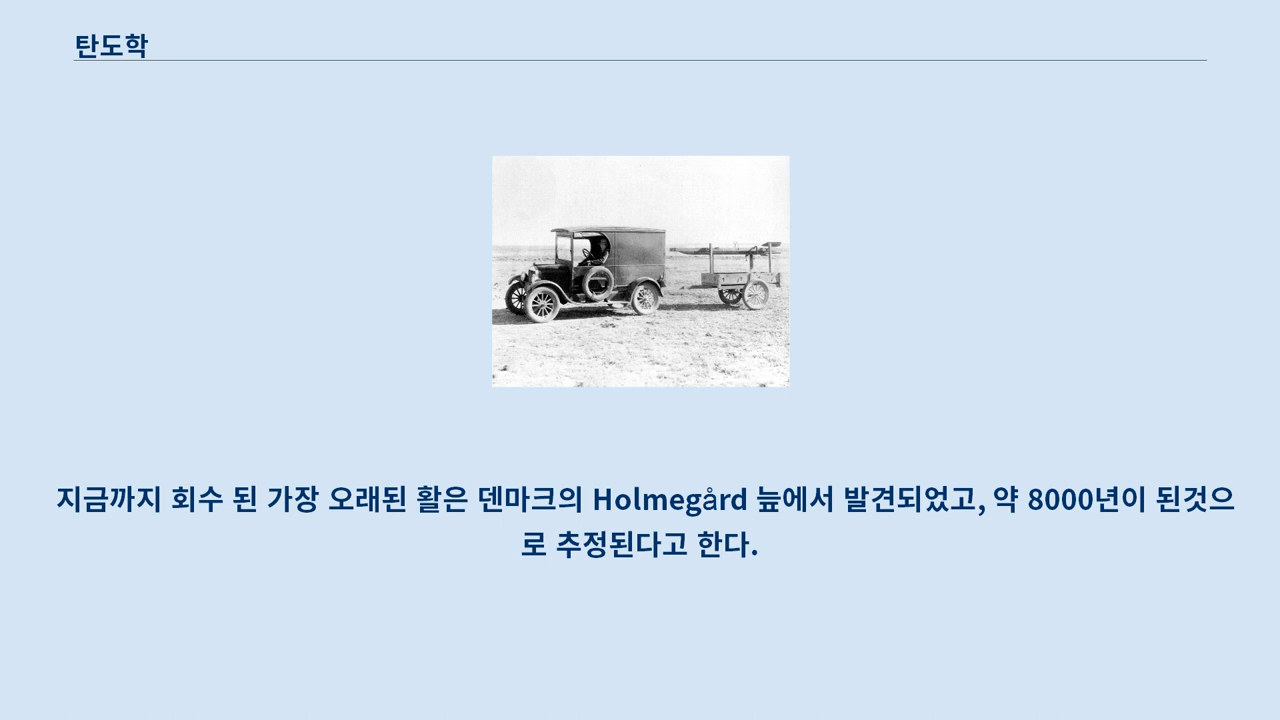 탄도학
지금까지 회수 된 가장 오래된 활은 덴마크의 Holmegård 늪에서 발견되었고, 약 8000년이 된것으
로 추정된다고 한다.